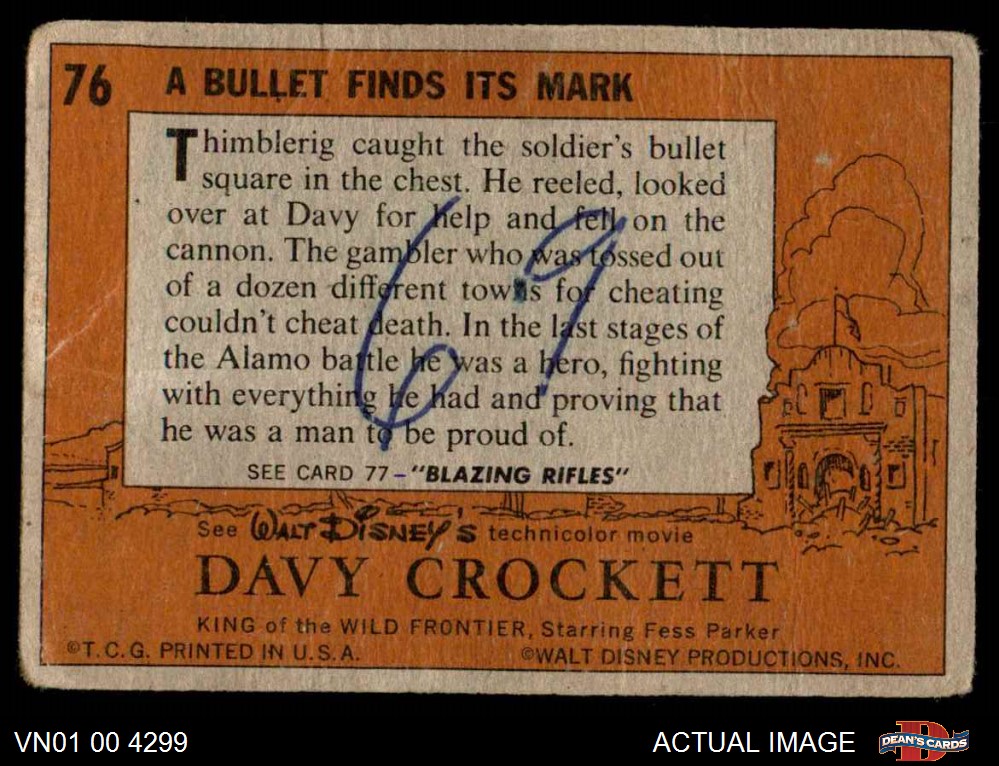 76 A BULLET FINDS ITS MARK
Thimblerig caught the soldier's bullet
square in the chest. He reeled, looked
over at Davy for help and fell on the
cannon. The gambler who was tossed out
of a dozen different towns for cheating
couldn't cheat death. In the last stages of
the Alamo battle he was a hero, fighting
with everything he had and proving that
he was a man to be proud of.
69
SEE CARD 77-"BLAZING RIFLES"
See WALT DISNEY'S technicolor movie
DAVY CROCKETT
KING of the WILD FRONTIER, Starring Fess Parker
©T.C.G. PRINTED IN U.S.A. ©WALT DISNEY PRODUCTIONS, INC.
VN01 00 4299 ACTUAL IMAGE DEAN'S CARDS